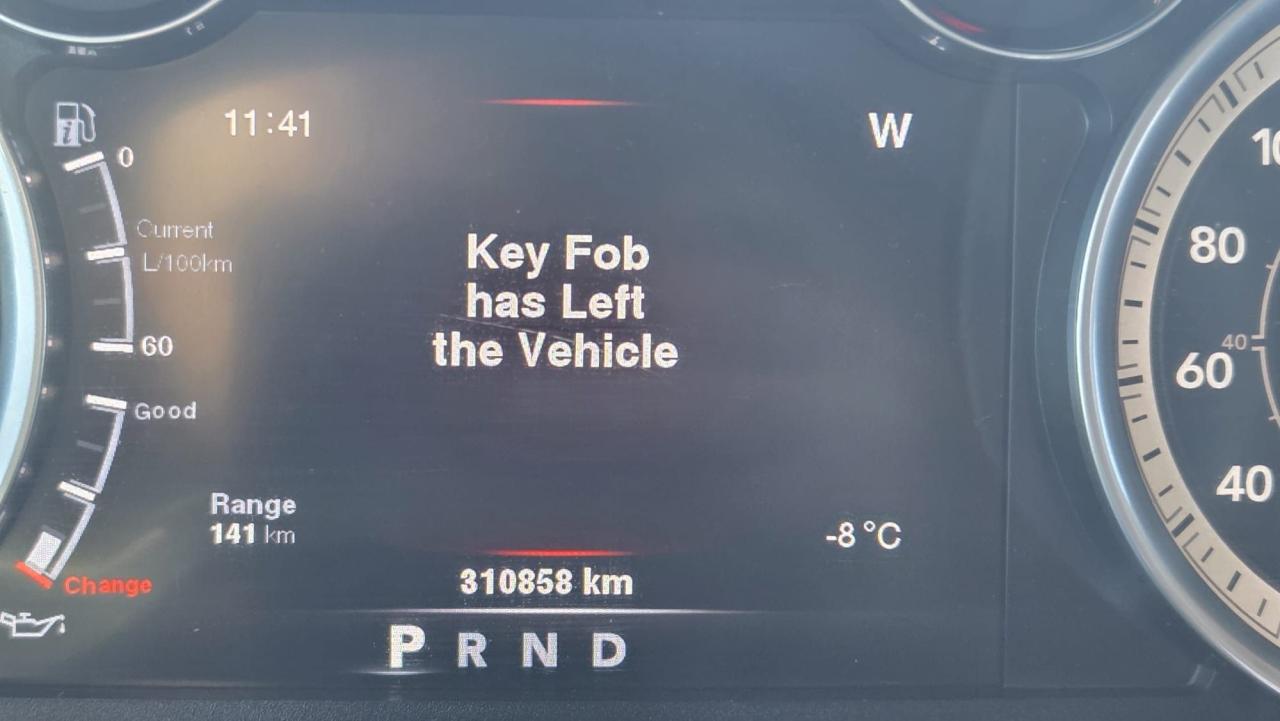 11:41
W
0
Current
L/100km
60
Key Fob
has Left
the Vehicle
Good
Range
141 km
-8 °C
Change
310858 km
P R N D
80
40
60
40